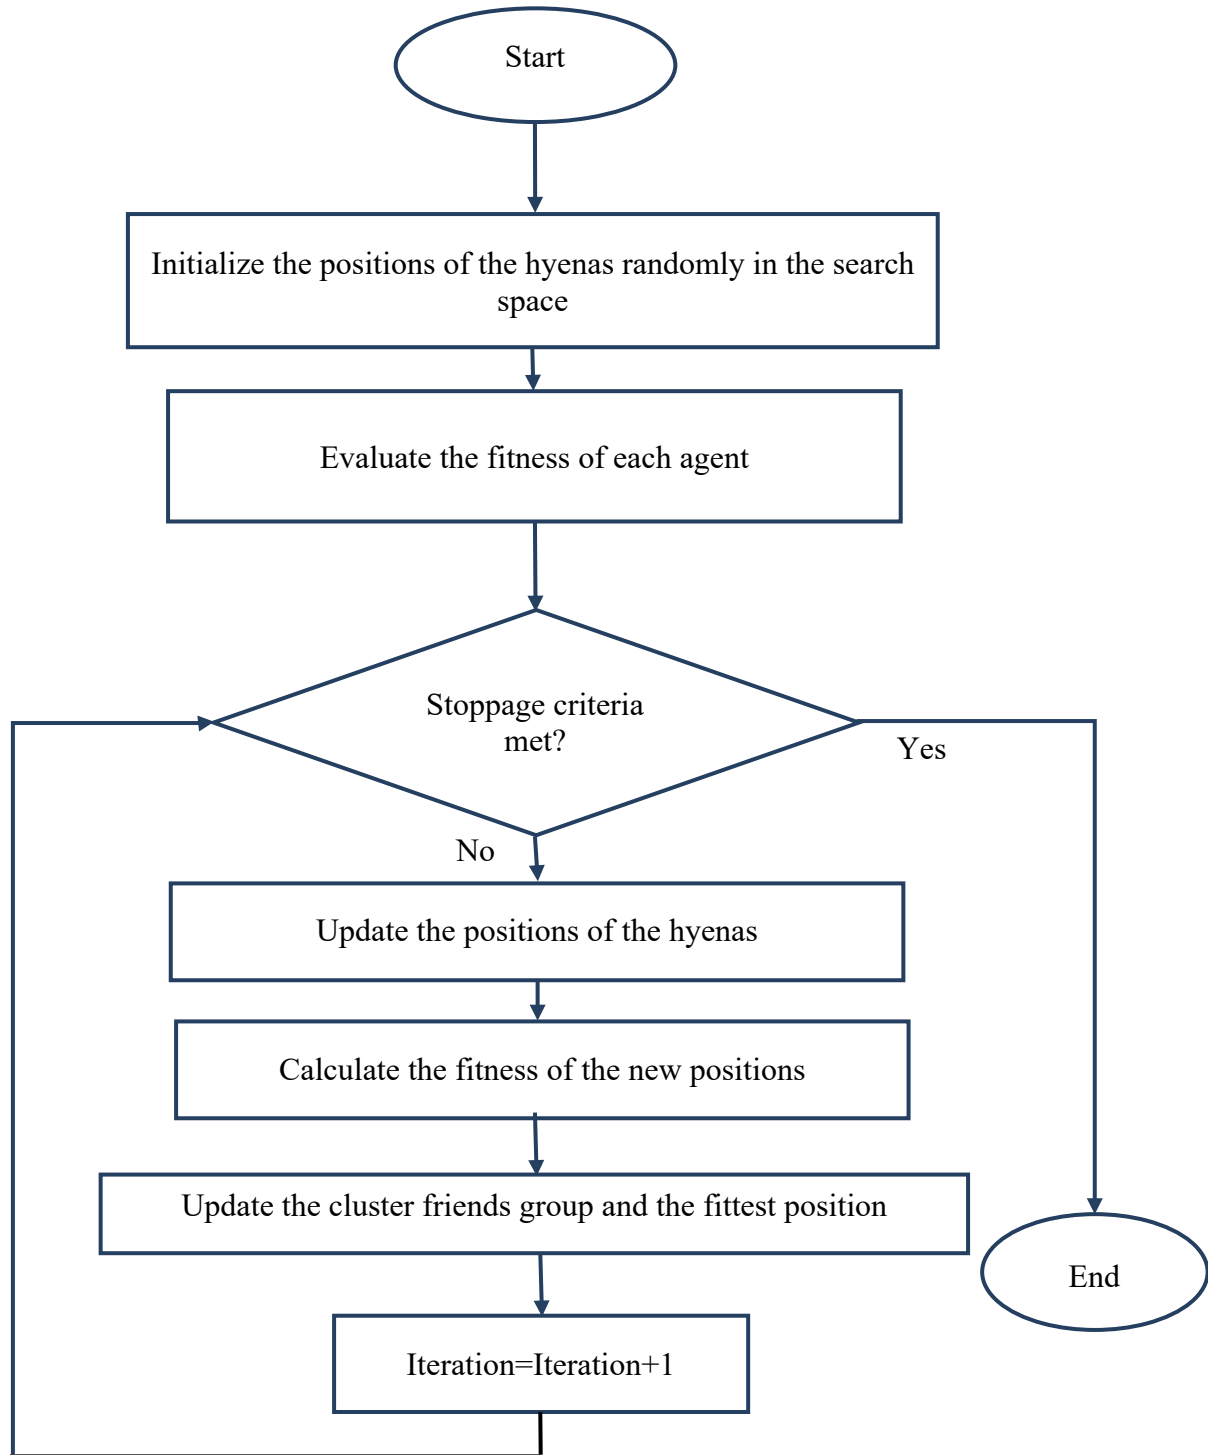 Start
Initialize the positions of the hyenas randomly in the search
space
Evaluate the fitness of each agent
Stoppage criteria
met?
Yes
No
Update the positions of the hyenas
Calculate the fitness of the new positions
Update the cluster friends group and the fittest position
End
Iteration=Iteration+1